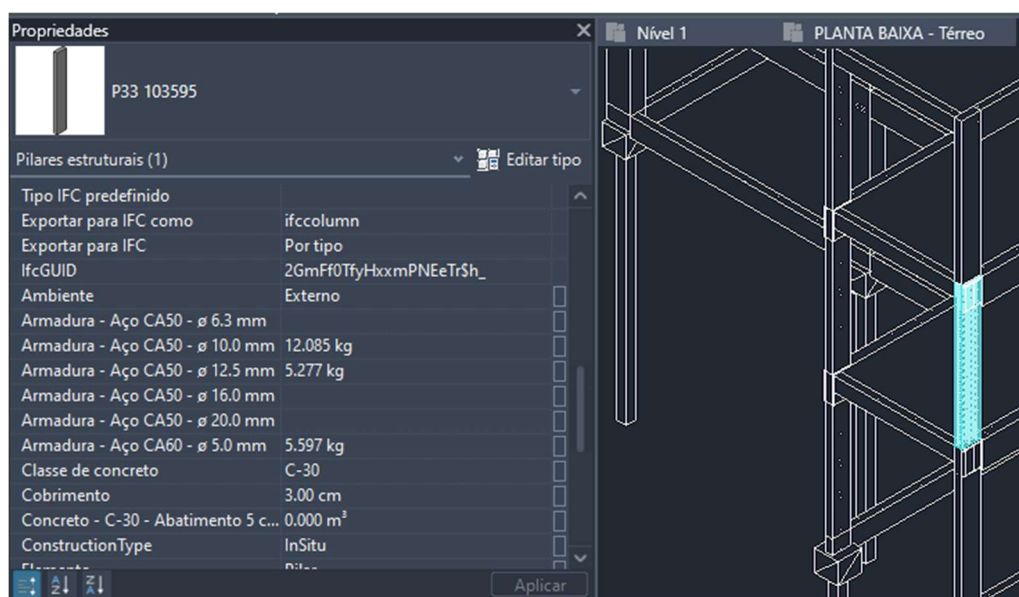 Propriedades
Nível 1
PLANTA BAIXA - Térreo
P33 103595
Pilares estruturais (1)
Editar tipo
Tipo IFC predefinido
Exportar para IFC como ifccolumn
Exportar para IFC Por tipo
IfcGUID 2GmFf0TfyHxxmPNEeTr$h_
Ambiente Externo
Armadura - Aço CA50 - ø 6.3 mm
Armadura - Aço CA50 - ø 10.0 mm 12.085 kg
Armadura - Aço CA50 - ø 12.5 mm 5.277 kg
Armadura - Aço CA50 - ø 16.0 mm
Armadura - Aço CA50 - ø 20.0 mm
Armadura - Aço CA60 - ø 5.0 mm 5.597 kg
Classe de concreto C-30
Cobrimento 3.00 cm
Concreto - C-30 - Abatimento 5 c... 0.000 m³
ConstructionType InSitu
Elemento Pilar
Aplicar